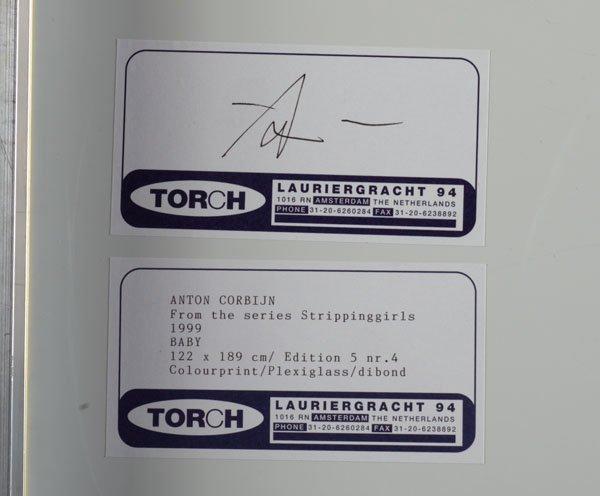 TORCH
LAURIERGRACHT 94
1016 RN AMSTERDAM THE NETHERLANDS
PHONE 31-20-6260284 FAX 31-20-6238892
ANTON CORBIJN
From the series Strippinggirls
1999
BABY
122 x 189 cm/ Edition 5 nr.4
Colourprint/Plexiglass/dibond
TORCH
LAURIERGRACHT 94
1016 RN AMSTERDAM THE NETHERLANDS
PHONE 31-20-6260284 FAX 31-20-6238892